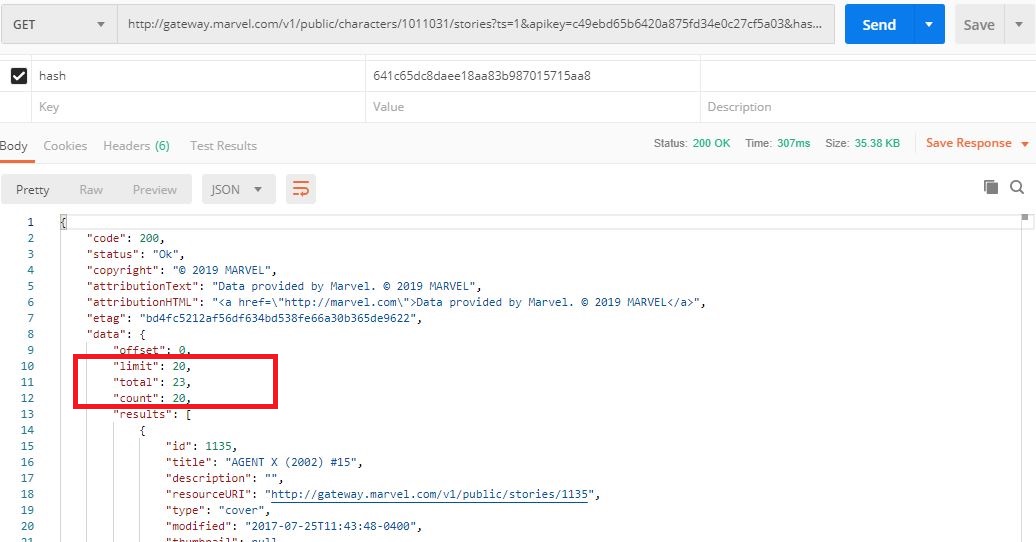 GET http://gateway.marvel.com/v1/public/characters/1011031/stories?ts=1&apikey=c49ebd65b6420a875fd34e0c27cf5a03&has... Send Save
hash 641c65dc8daee18aa83b987015715aa8
Key Value Description
Body Cookies Headers (6) Test Results Status: 200 OK Time: 307ms Size: 35.38 KB Save Response
Pretty Raw Preview JSON
1 {
2 "code": 200,
3 "status": "Ok",
4 "copyright": "© 2019 MARVEL",
5 "attributionText": "Data provided by Marvel. © 2019 MARVEL",
6 "attributionHTML": "<a href=\"http://marvel.com\">Data provided by Marvel. © 2019 MARVEL</a>",
7 "etag": "bd4fc5212af56df634bd538fe66a30b365de9622",
8 "data": {
9 "offset": 0,
10 "limit": 20,
11 "total": 23,
12 "count": 20,
13 "results": [
14 {
15 "id": 1135,
16 "title": "AGENT X (2002) #15",
17 "description": "",
18 "resourceURI": "http://gateway.marvel.com/v1/public/stories/1135",
19 "type": "cover",
20 "modified": "2017-07-25T11:43:48-0400",
"thumbnail": null